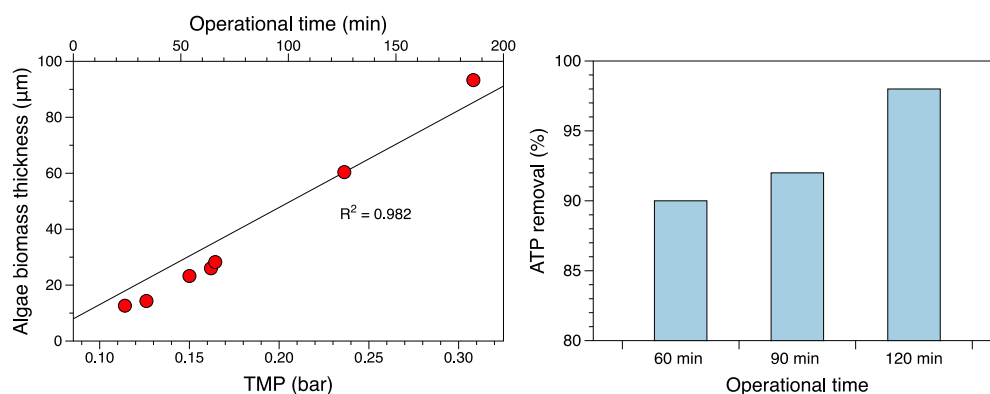 Operational time (min)
0 50 100 150 200
Algae biomass thickness (µm)
100
80
60
40
20
0
R² = 0.982
0.10 0.15 0.20 0.25 0.30
TMP (bar)
ATP removal (%)
100
95
90
85
80
60 min 90 min 120 min
Operational time